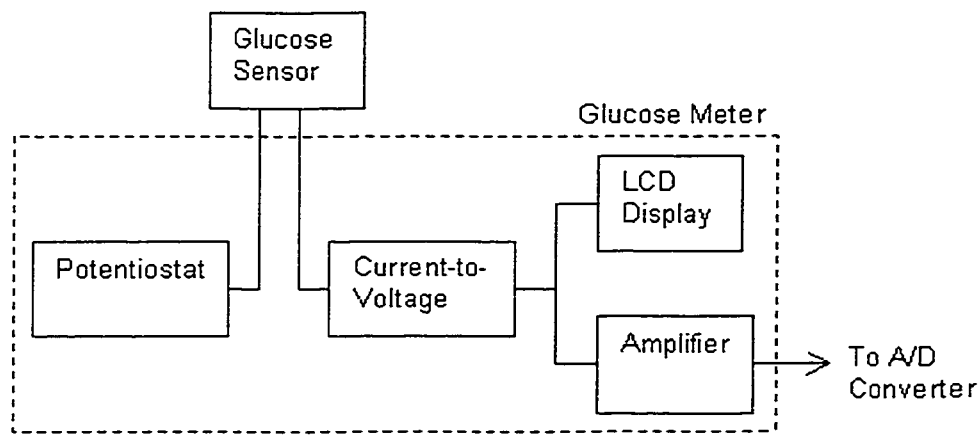 Glucose
Sensor
Glucose Meter
LCD
Display
Potentiostat
Current-to-
Voltage
Amplifier
To A/D
Converter